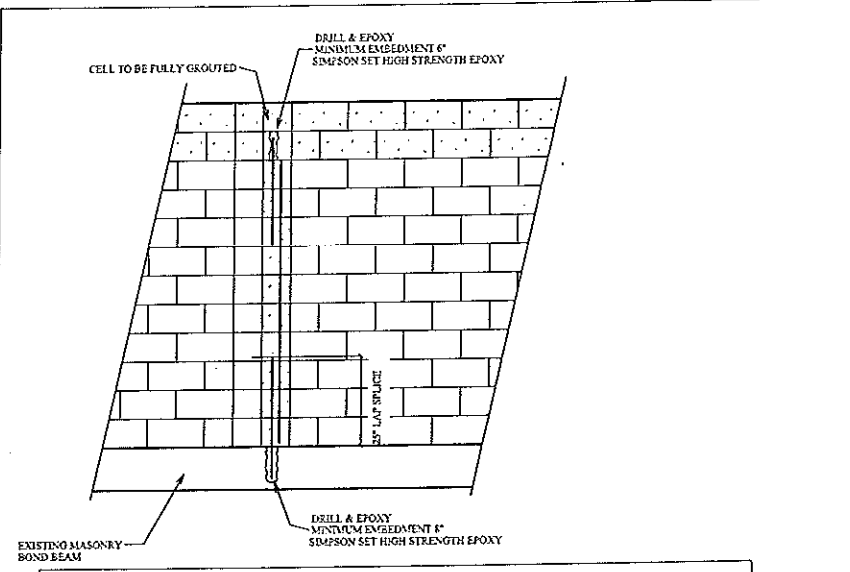 DRILL & EPOXY
MINIMUM EMBEDMENT 6"
SIMPSON SET HIGH STRENGTH EPOXY
CELL TO BE FULLY GROUTED
25" LAP SPLICE
DRILL & EPOXY
MINIMUM EMBEDMENT 8"
SIMPSON SET HIGH STRENGTH EPOXY
EXISTING MASONRY
BOND BEAM